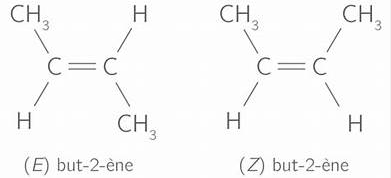 CH₃ H CH₃ CH₃
C C C C
H CH₃ H H
(E) but-2-ène (Z) but-2-ène